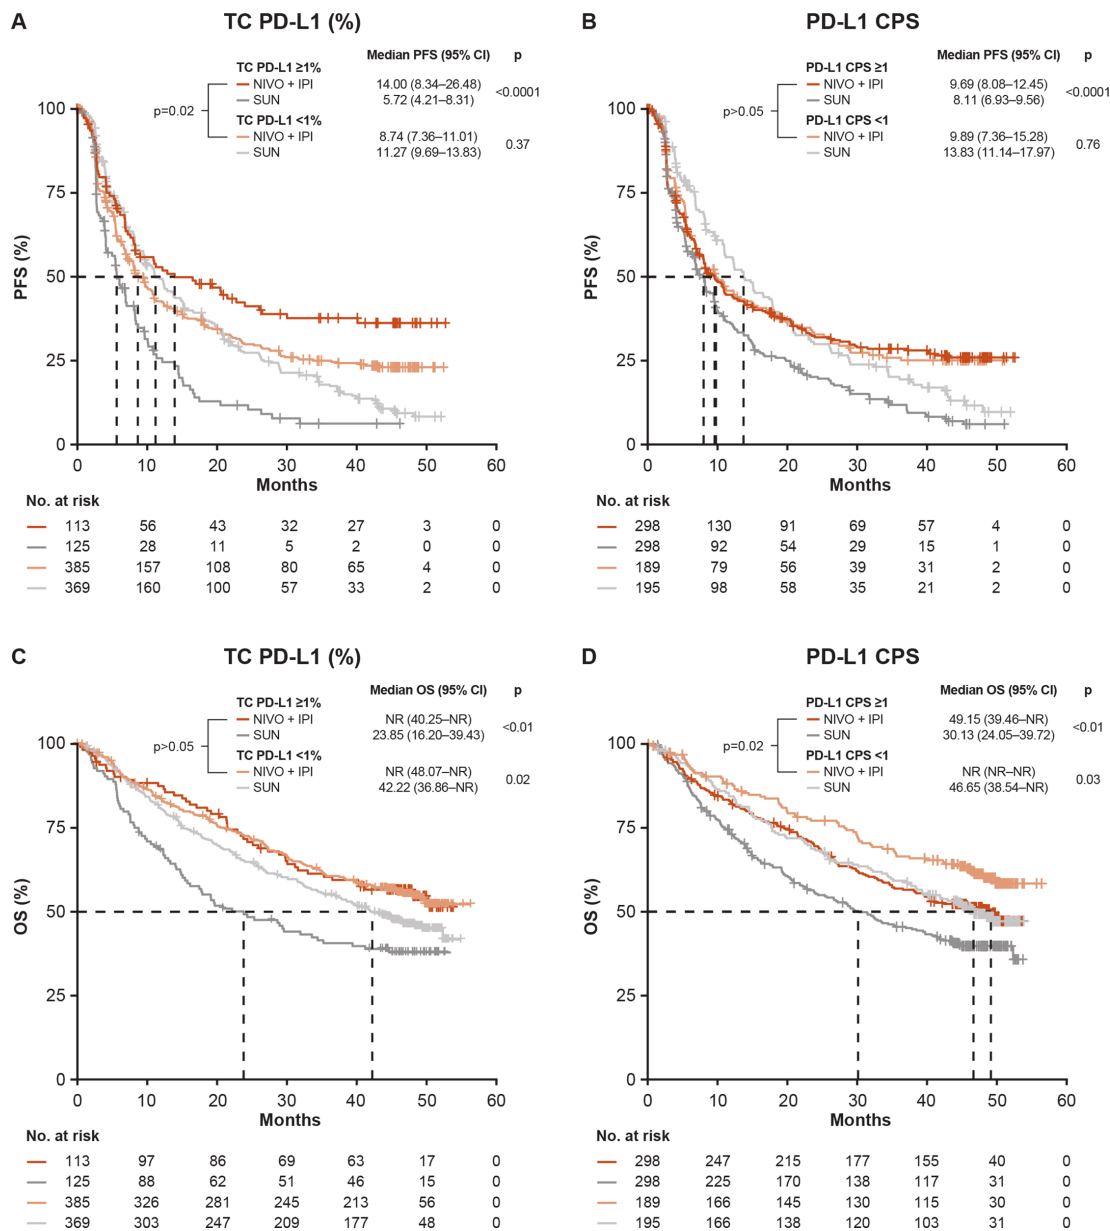 A TC PD-L1 (%)
Median PFS (95% CI) p
TC PD-L1 ≥1%
NIVO + IPI 14.00 (8.34–26.48)
SUN 5.72 (4.21–8.31)
<0.0001
p=0.02
TC PD-L1 <1%
NIVO + IPI 8.74 (7.36–11.01)
SUN 11.27 (9.69–13.83)
0.37
PFS (%)
100
75
50
25
0
0 10 20 30 40 50 60
Months
No. at risk
113 56 43 32 27 3 0
125 28 11 5 2 0 0
385 157 108 80 65 4 0
369 160 100 57 33 2 0
B PD-L1 CPS
Median PFS (95% CI) p
PD-L1 CPS ≥1
NIVO + IPI 9.69 (8.08–12.45)
SUN 8.11 (6.93–9.56)
<0.0001
p>0.05
PD-L1 CPS <1
NIVO + IPI 9.89 (7.36–15.28)
SUN 13.83 (11.14–17.97)
0.76
PFS (%)
100
75
50
25
0
0 10 20 30 40 50 60
Months
No. at risk
298 130 91 69 57 4 0
298 92 54 29 15 1 0
189 79 56 39 31 2 0
195 98 58 35 21 2 0
C TC PD-L1 (%)
Median OS (95% CI) p
TC PD-L1 ≥1%
NIVO + IPI NR (40.25–NR)
SUN 23.85 (16.20–39.43)
<0.01
p>0.05
TC PD-L1 <1%
NIVO + IPI NR (48.07–NR)
SUN 42.22 (36.86–NR)
0.02
OS (%)
100
75
50
25
0
0 10 20 30 40 50 60
Months
No. at risk
113 97 86 69 63 17 0
125 88 62 51 46 15 0
385 326 281 245 213 56 0
369 303 247 209 177 48 0
D PD-L1 CPS
Median OS (95% CI) p
PD-L1 CPS ≥1
NIVO + IPI 49.15 (39.46–NR)
SUN 30.13 (24.05–39.72)
<0.01
p=0.02
PD-L1 CPS <1
NIVO + IPI NR (NR–NR)
SUN 46.65 (38.54–NR)
0.03
OS (%)
100
75
50
25
0
0 10 20 30 40 50 60
Months
No. at risk
298 247 215 177 155 40 0
298 225 170 138 117 31 0
189 166 145 130 115 30 0
195 166 138 120 103 31 0